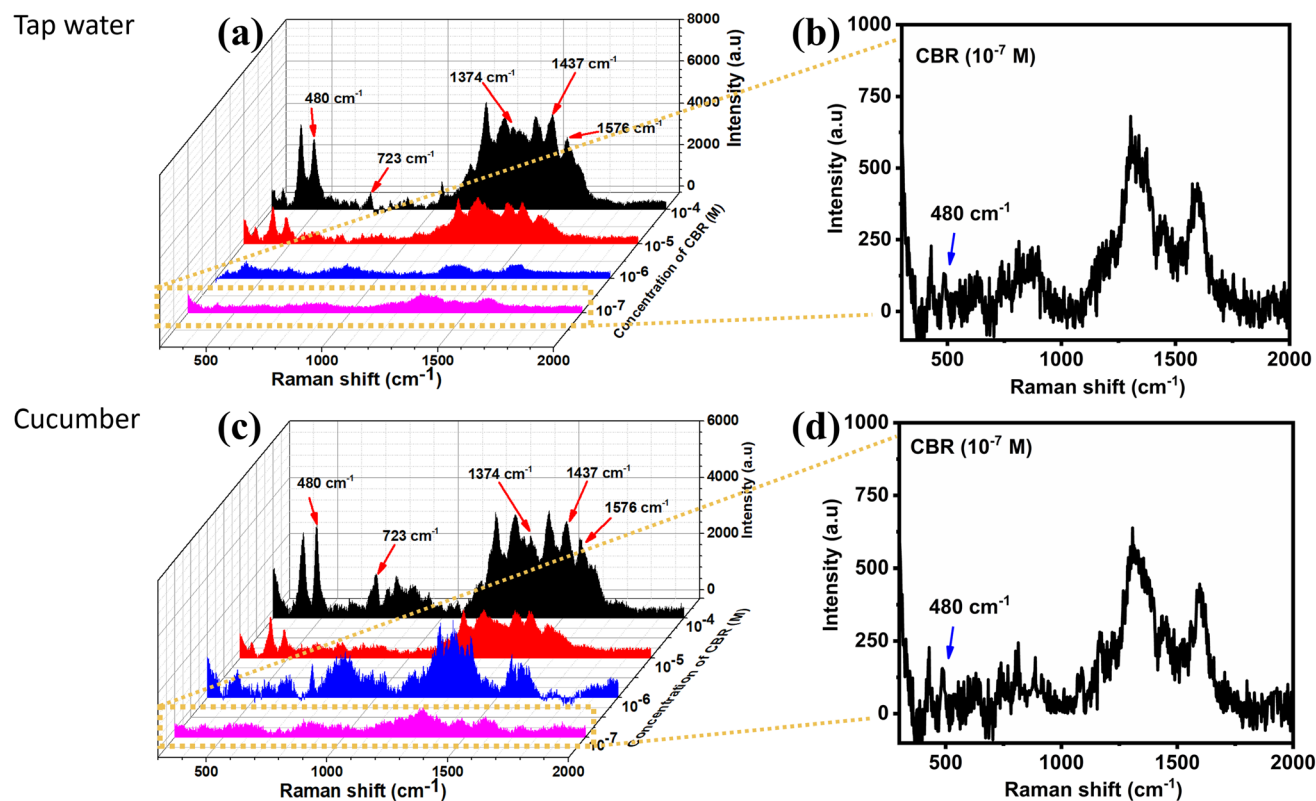 Tap water
(a)
8000
6000
4000
2000
0
Intensity (a.u)
480 cm-1
723 cm-1
1374 cm-1
1437 cm-1
1576 cm-1
10-4
10-5
10-6
10-7
Concentration of CBR (M)
500
1000
1500
2000
Raman shift (cm-1)
(b)
CBR (10-7 M)
1000
750
500
250
0
Intensity (a.u)
480 cm-1
500
1000
1500
2000
Raman shift (cm-1)
Cucumber
(c)
6000
4000
2000
0
Intensity (a.u)
480 cm-1
723 cm-1
1374 cm-1
1437 cm-1
1576 cm-1
10-4
10-5
10-6
10-7
Concentration of CBR (M)
500
1000
1500
2000
Raman shift (cm-1)
(d)
CBR (10-7 M)
1000
750
500
250
0
Intensity (a.u)
480 cm-1
500
1000
1500
2000
Raman shift (cm-1)